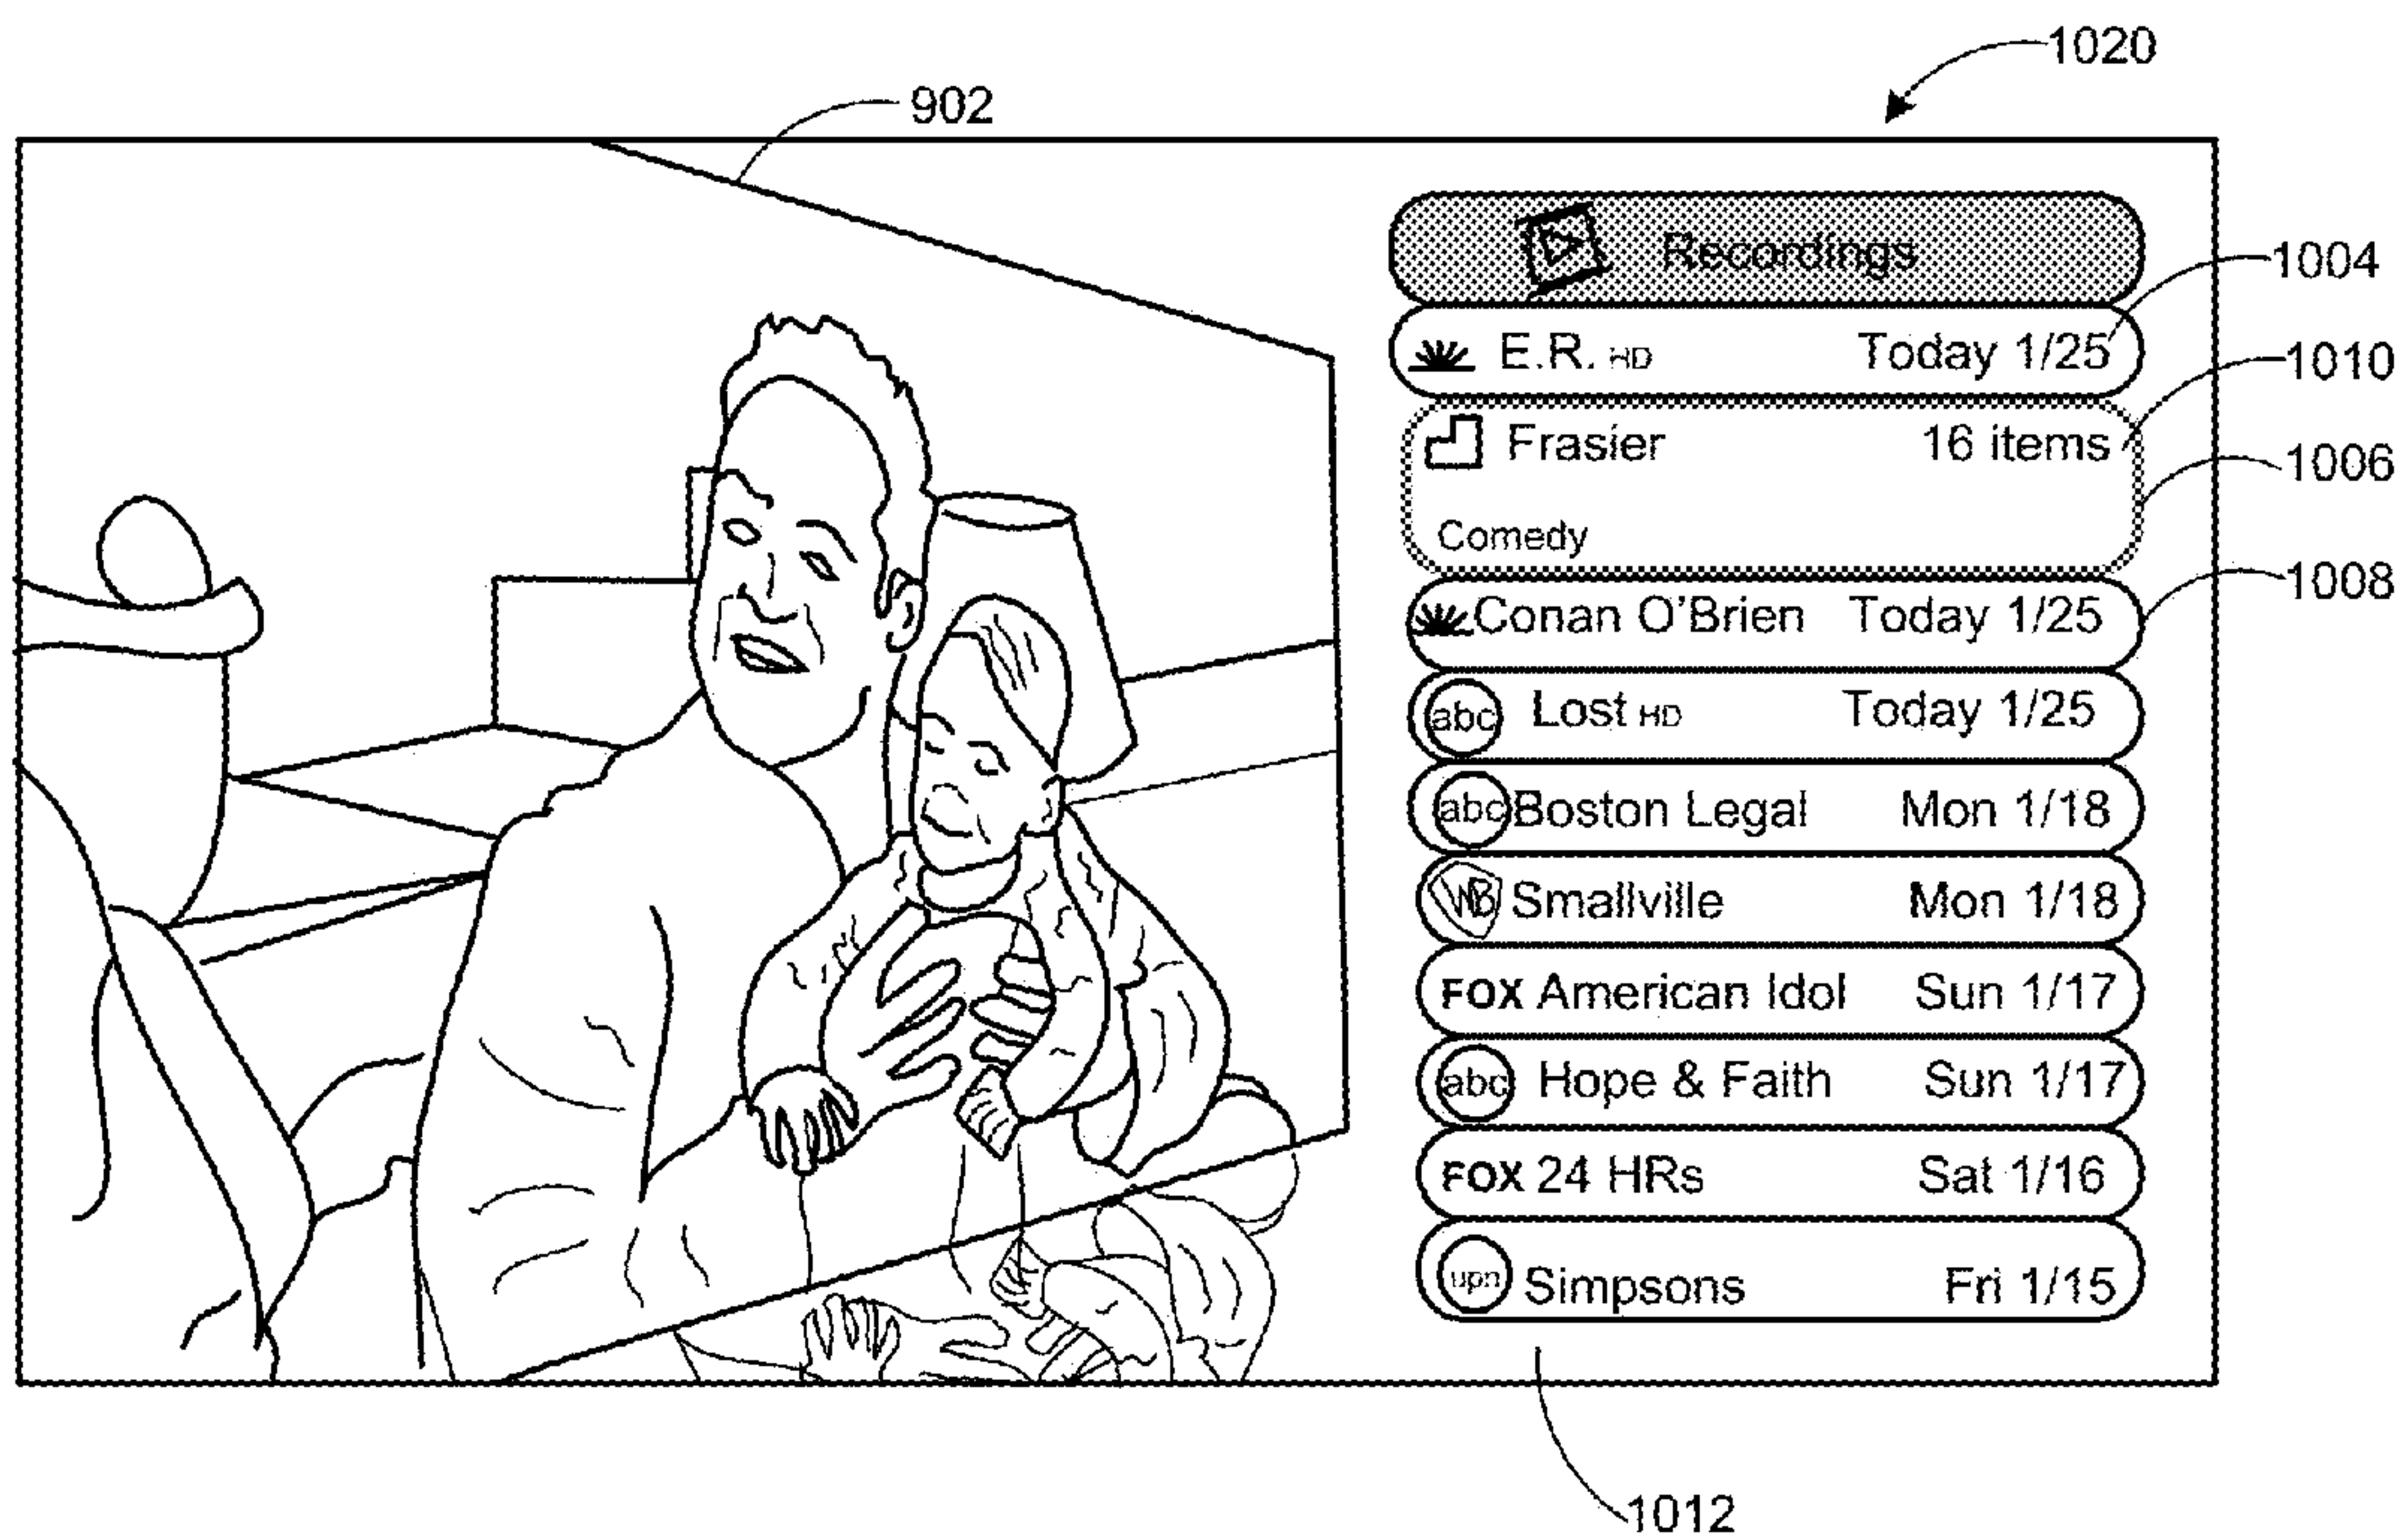 1020
902
Recordings
1004
E.R. HD Today 1/25
1010
Frasier 16 items
1006
Comedy
1008
Conan O'Brien Today 1/25
abc Lost HD Today 1/25
abc Boston Legal Mon 1/18
WB Smallville Mon 1/18
FOX American Idol Sun 1/17
abc Hope & Faith Sun 1/17
FOX 24 HRs Sat 1/16
upn Simpsons Fri 1/15
1012